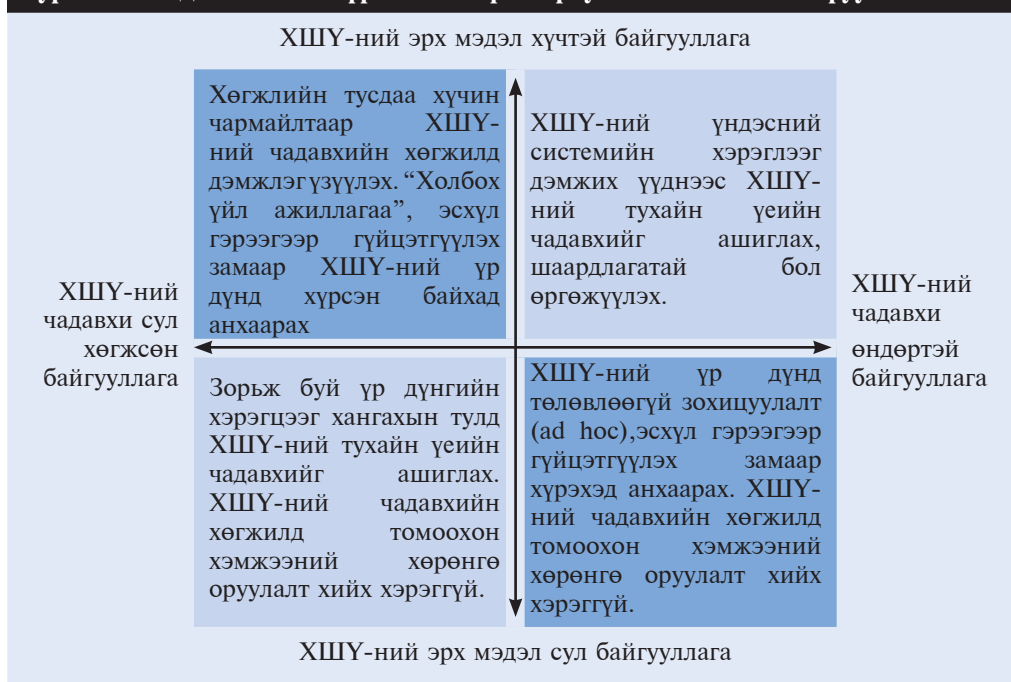 ХШҮ-ний эрх мэдэл хүчтэй байгууллага
Хөгжлийн тусдаа хүчин
чармайлтаар ХШҮ-
ний чадавхийн хөгжилд
дэмжлэг үзүүлэх. “Холбох
үйл ажиллагаа”, эсхүл
гэрээгээр гүйцэтгүүлэх
замаар ХШҮ-ний үр
дүнд хүрсэн байхад
анхаарах
ХШҮ-ний үндэсний
системийн хэрэглээг
дэмжих үүднээс ХШҮ-
ний тухайн үеийн
чадавхийг ашиглах,
шаардлагатай бол
өргөжүүлэх.
ХШҮ-ний
чадавхи сул
хөгжсөн
байгууллага
ХШҮ-ний
чадавхи
өндөртэй
байгууллага
Зорьж буй үр дүнгийн
хэрэгцээг хангахын тулд
ХШҮ-ний тухайн үеийн
чадавхийг ашиглах.
ХШҮ-ний чадавхийн
хөгжилд томоохон
хэмжээний хөрөнгө
оруулалт хийх хэрэггүй.
ХШҮ-ний үр дүнд
төлөвлөөгүй зохицуулалт
(ad hoc),эсхүл гэрээгээр
гүйцэтгүүлэх замаар
хүрэхэд анхаарах. ХШҮ-
ний чадавхийн хөгжилд
томоохон хэмжээний
хөрөнгө оруулалт хийх
хэрэггүй.
ХШҮ-ний эрх мэдэл сул байгууллага